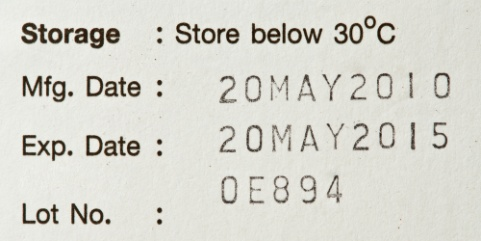 Storage : Store below 30°C
Mfg. Date : 20MAY2010
Exp. Date : 20MAY2015
Lot No. : 0E894